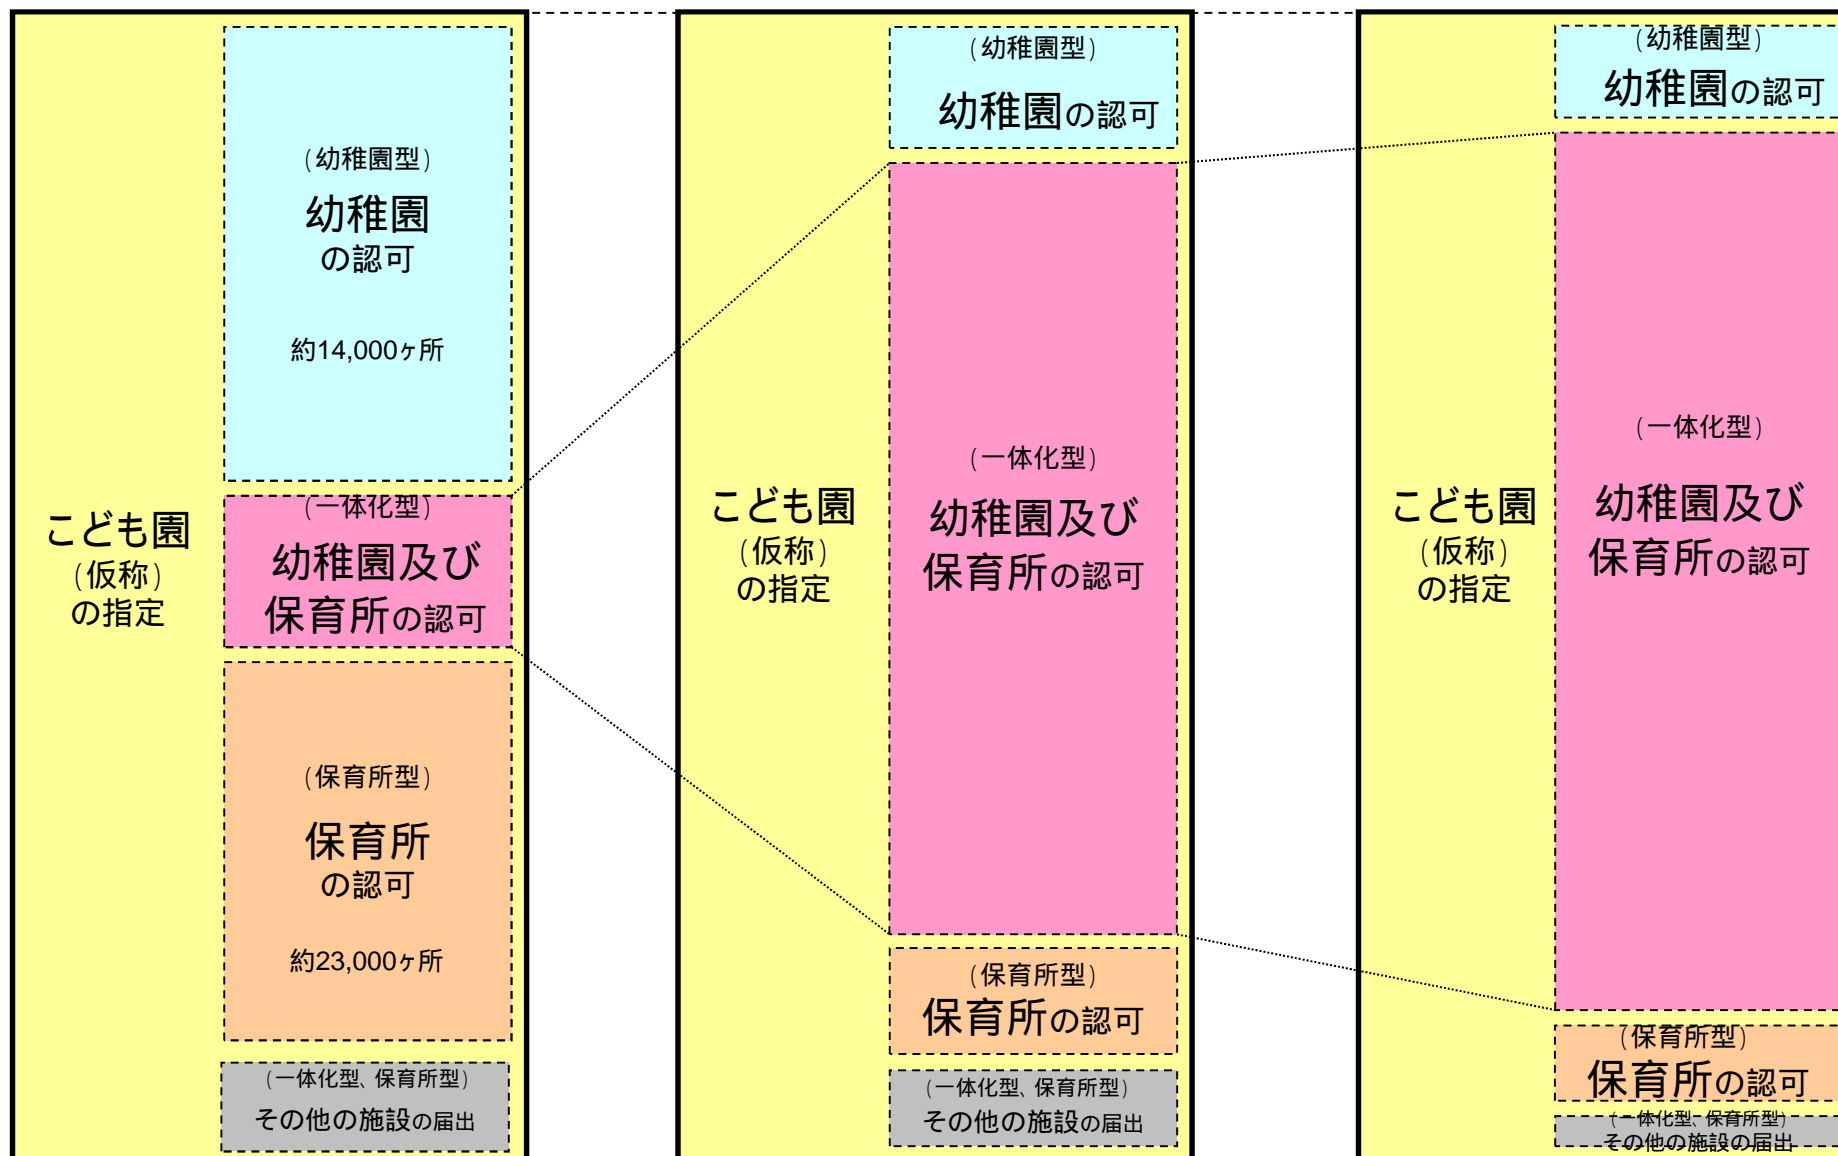 こども園
(仮称)
の指定
(幼稚園型)
幼稚園
の認可
約14,000ヶ所
(一体化型)
幼稚園及び
保育所の認可
(保育所型)
保育所
の認可
約23,000ヶ所
(一体化型、保育所型)
その他の施設の届出
こども園
(仮称)
の指定
(幼稚園型)
幼稚園の認可
(一体化型)
幼稚園及び
保育所の認可
(保育所型)
保育所の認可
(一体化型、保育所型)
その他の施設の届出
こども園
(仮称)
の指定
(幼稚園型)
幼稚園の認可
(一体化型)
幼稚園及び
保育所の認可
(保育所型)
保育所の認可
(一体化型、保育所型)
その他の施設の届出